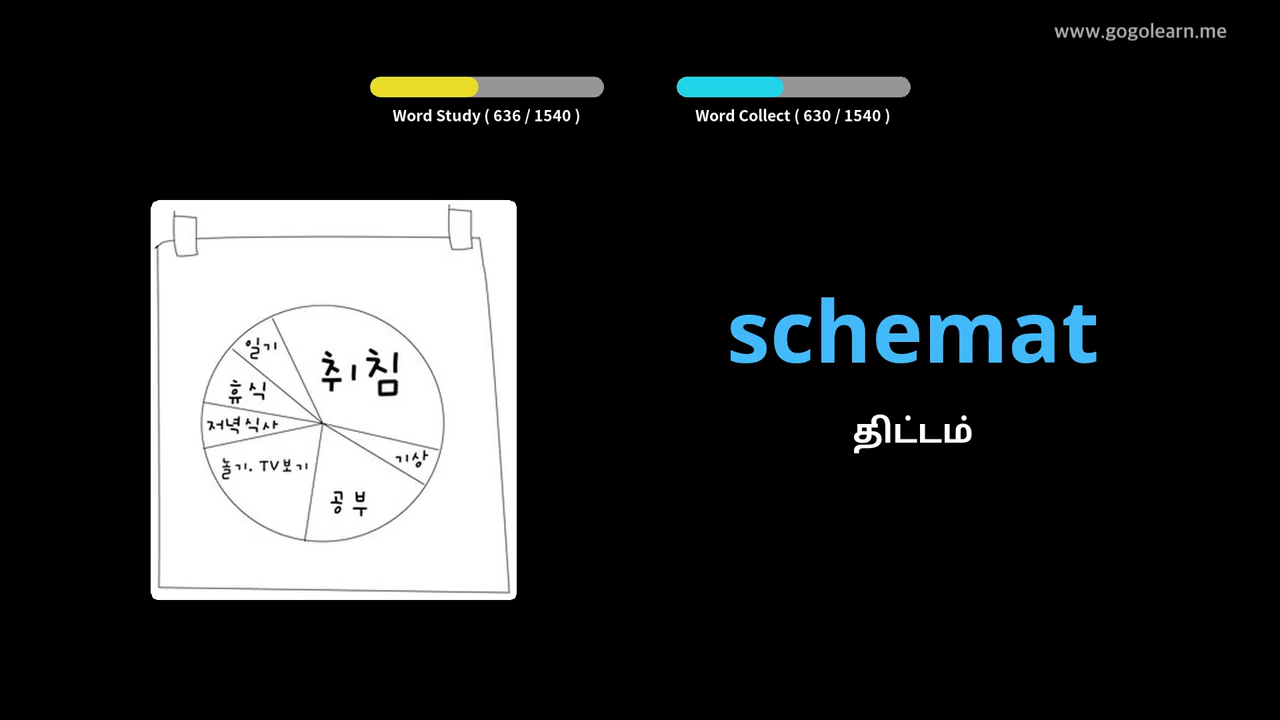 www.gogolearn.me
Word Study ( 636 / 1540 )
Word Collect ( 630 / 1540 )
일기
취침
휴식
저녁식사
놀기. TV보기
기상
공부
schemat
திட்டம்